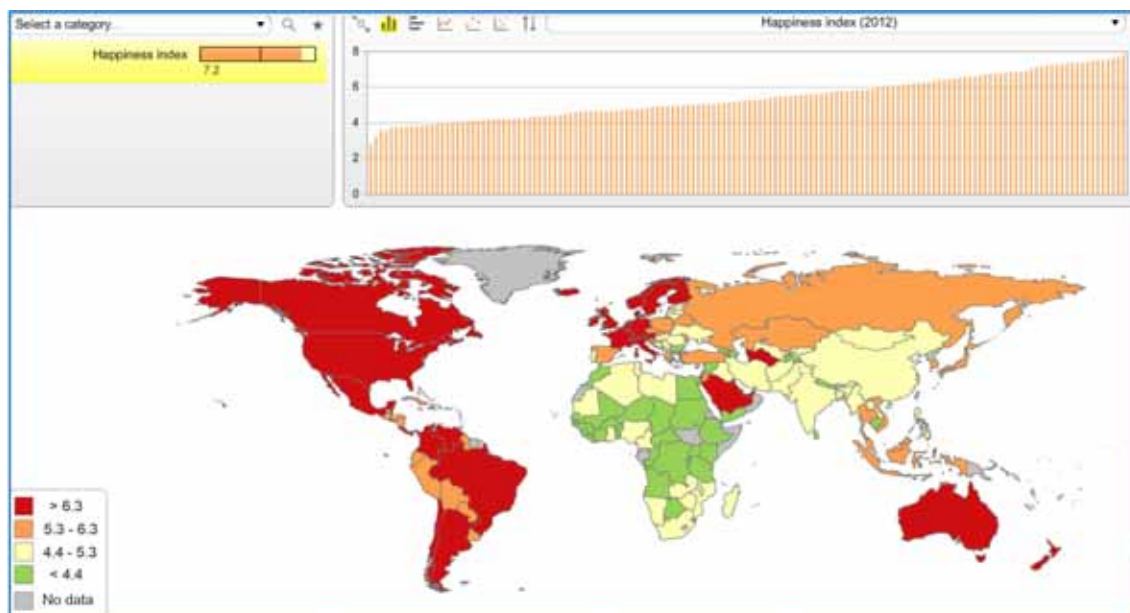 Select a category...
Happiness index
7.2
Happiness index (2012)
8
6
4
2
0
> 6.3
5.3 - 6.3
4.4 - 5.3
< 4.4
No data